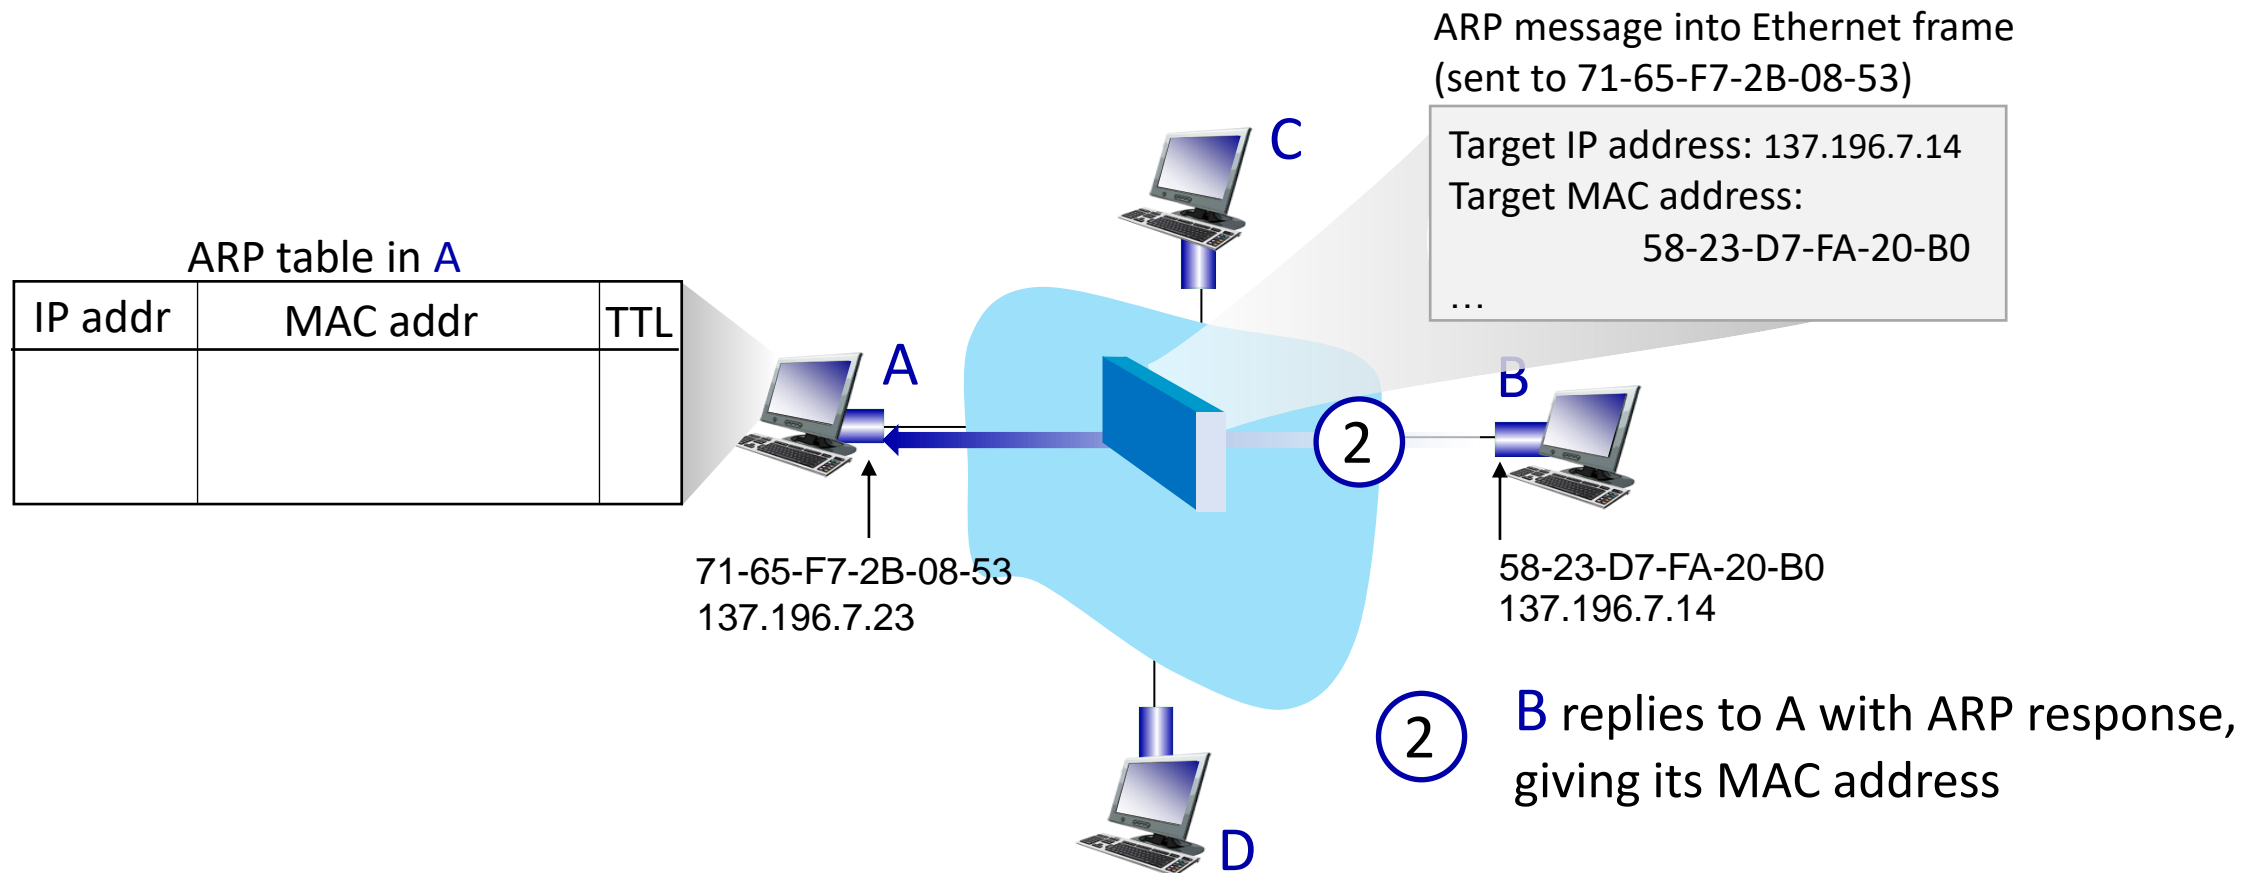 ARP message into Ethernet frame
(sent to 71-65-F7-2B-08-53)
Target IP address: 137.196.7.14
Target MAC address:
58-23-D7-FA-20-B0
…
C
ARP table in A
IP addr MAC addr TTL
A
B
2
71-65-F7-2B-08-53
137.196.7.23
58-23-D7-FA-20-B0
137.196.7.14
2
B replies to A with ARP response,
giving its MAC address
D